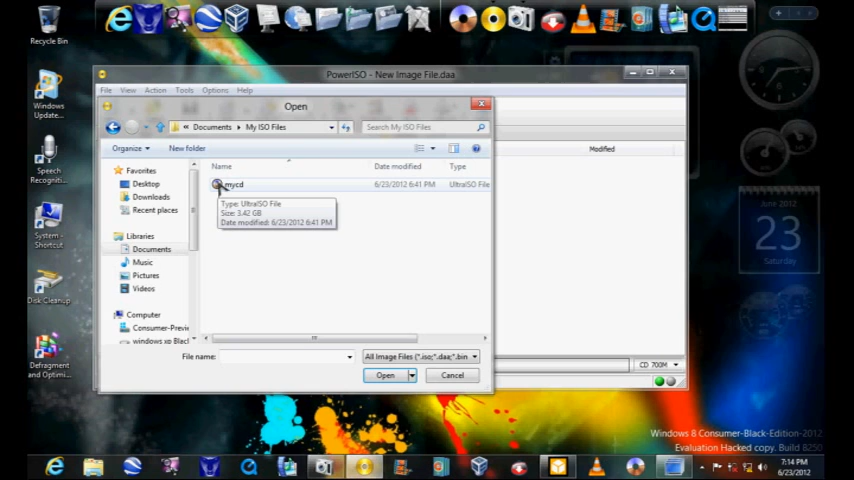 Recycle Bin
Windows
Update...
Speech
Recogniti...
System -
Shortcut
Disk Cleanup
Defragment
and Optimi...
PowerISO - New Image File.daa
File View Action Tools Options Help
Open
« Documents ▸ My ISO Files
Search My ISO Files
Organize
New folder
Modified
Name
Date modified
Type
mycd
6/23/2012 6:41 PM
UltraISO File
Type: UltraISO File
Size: 3.42 GB
Date modified: 6/23/2012 6:41 PM
Favorites
Desktop
Downloads
Recent places
Libraries
Documents
Music
Pictures
Videos
Computer
Consumer-Previ
windows xp Black
File name:
All Image Files (*.iso;*.daa;*.bin
Open
Cancel
CD 700M
June 2012
23
Saturday
Windows 8 Consumer-Black-Edition-2012
Evaluation Hacked copy. Build 8250
7:14 PM
6/23/2012